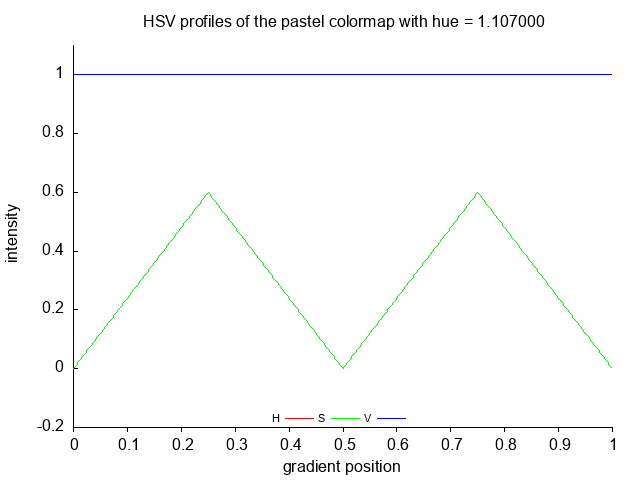 HSV profiles of the pastel colormap with hue = 1.107000
1
0.8
0.6
0.4
0.2
0
-0.2
intensity
H S V
0 0.1 0.2 0.3 0.4 0.5 0.6 0.7 0.8 0.9 1
gradient position